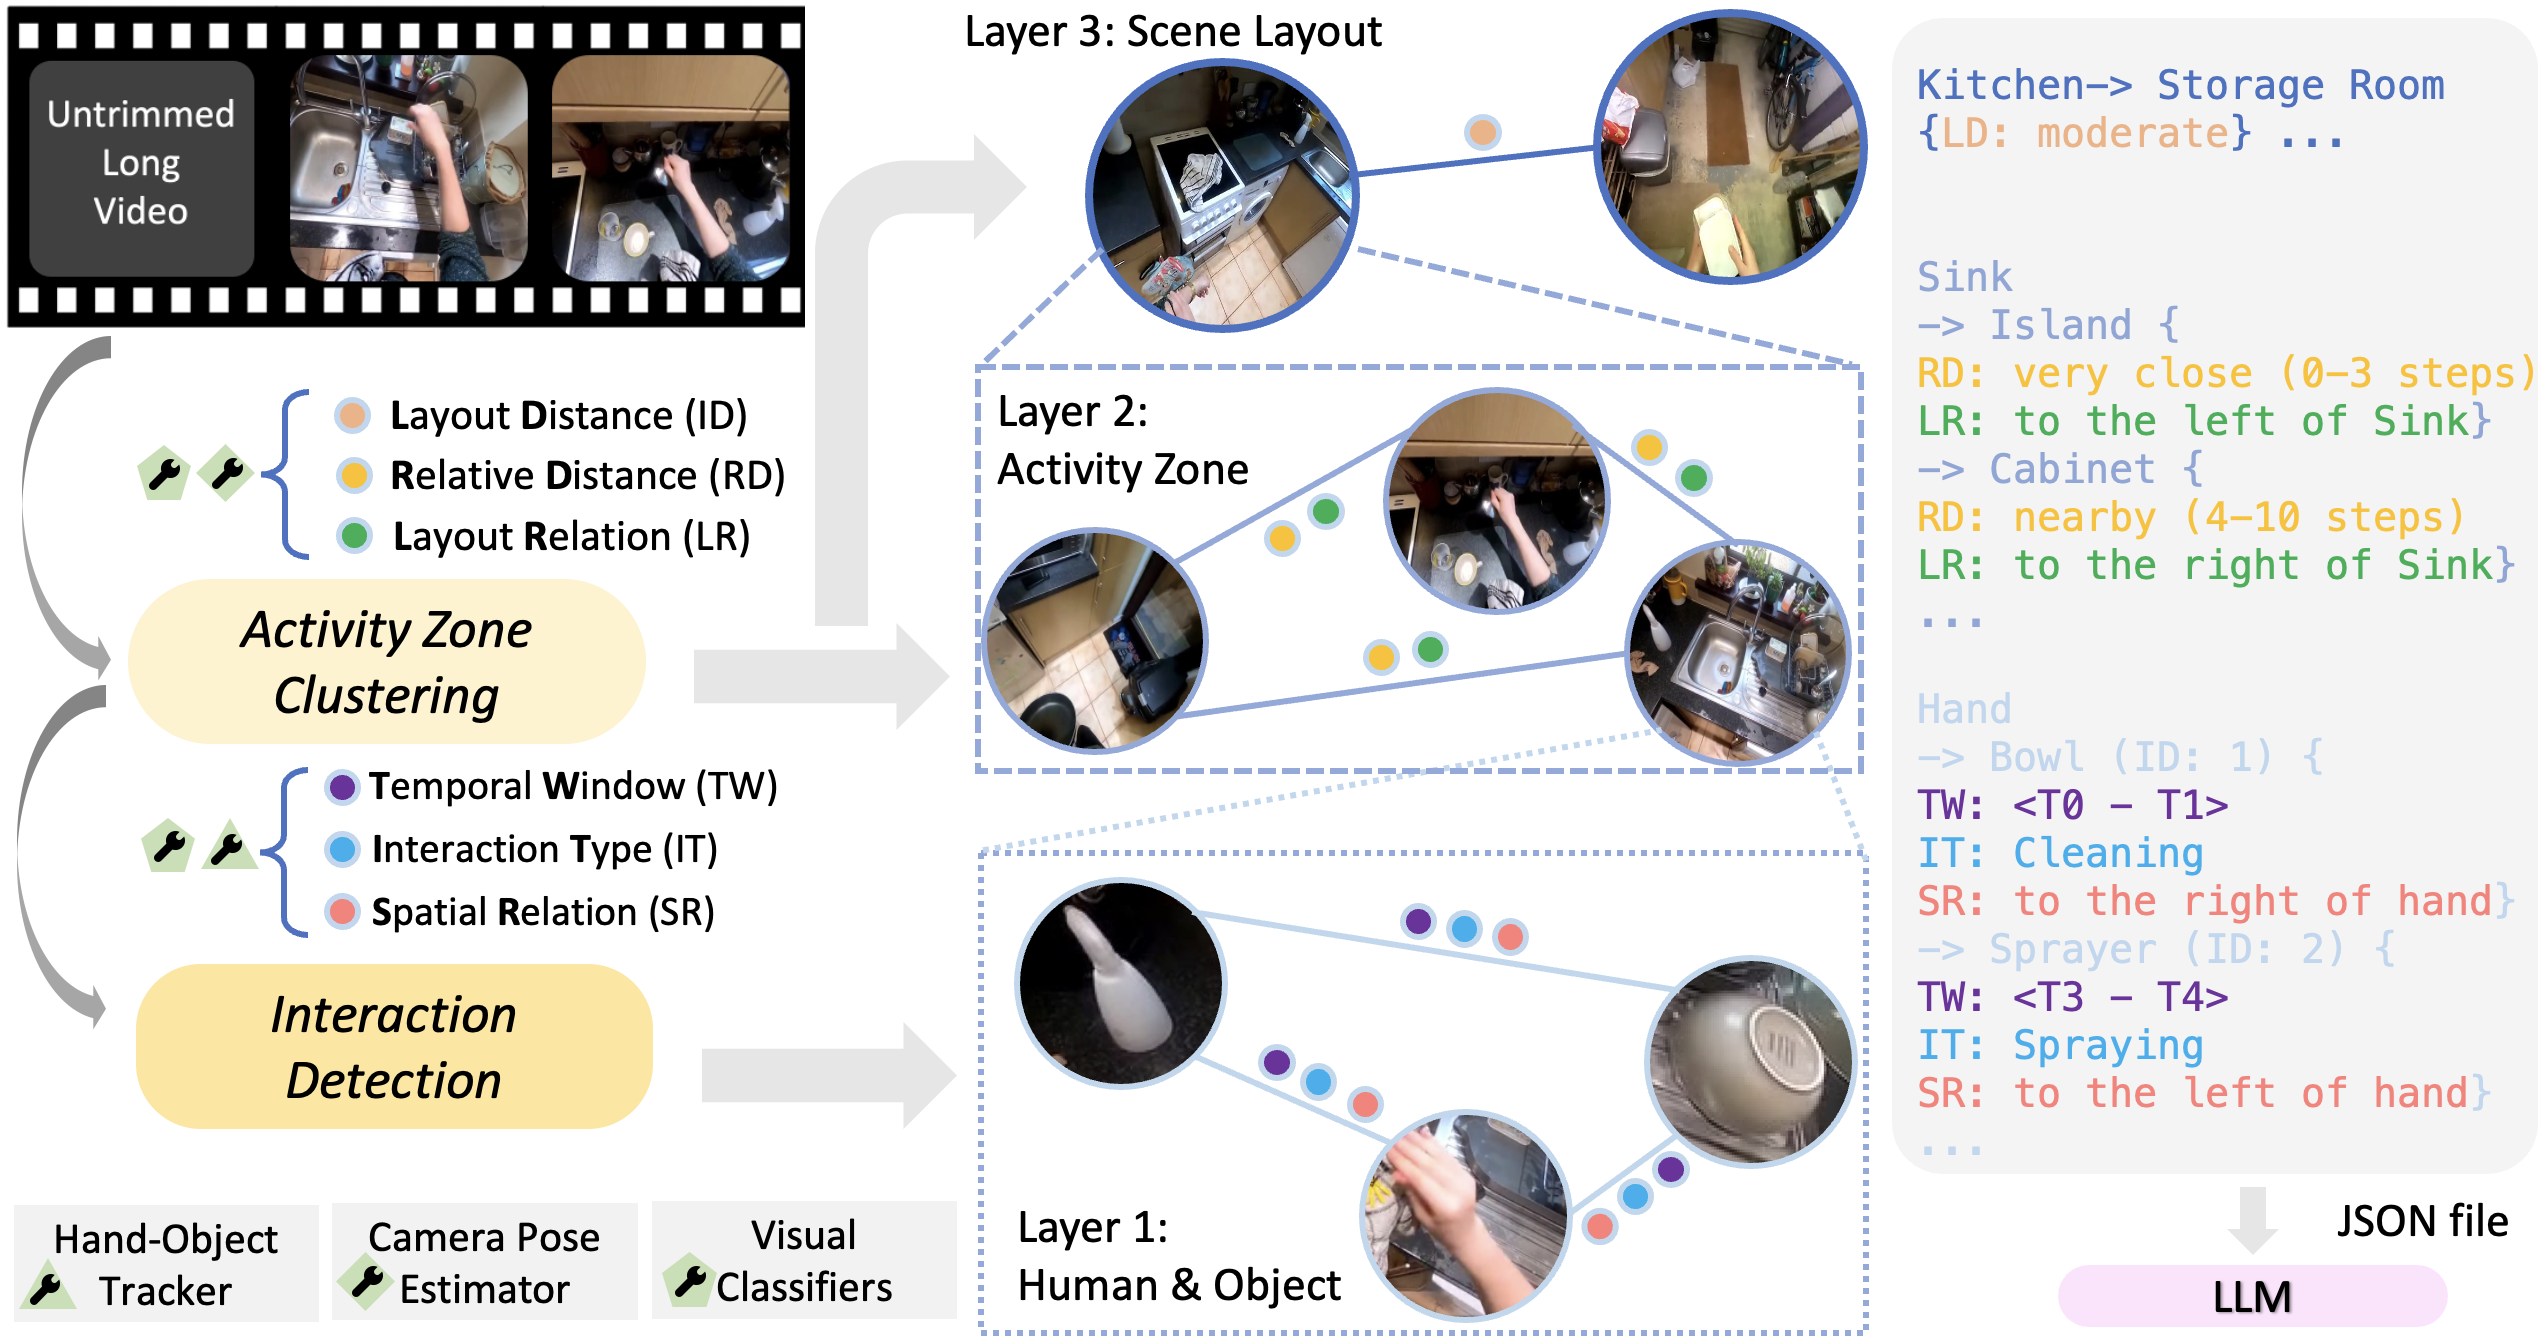 Untrimmed
Long
Video
Layout Distance (ID)
Relative Distance (RD)
Layout Relation (LR)
Activity Zone
Clustering
Temporal Window (TW)
Interaction Type (IT)
Spatial Relation (SR)
Interaction
Detection
Hand-Object
Tracker
Camera Pose
Estimator
Visual
Classifiers
Layer 3: Scene Layout
Layer 2:
Activity Zone
Layer 1:
Human & Object
Kitchen-> Storage Room
{LD: moderate} ...
Sink
-> Island {
RD: very close (0-3 steps)
LR: to the left of Sink}
-> Cabinet {
RD: nearby (4-10 steps)
LR: to the right of Sink}
...
Hand
-> Bowl (ID: 1) {
TW: <T0 - T1>
IT: Cleaning
SR: to the right of hand}
-> Sprayer (ID: 2) {
TW: <T3 - T4>
IT: Spraying
SR: to the left of hand}
...
JSON file
LLM